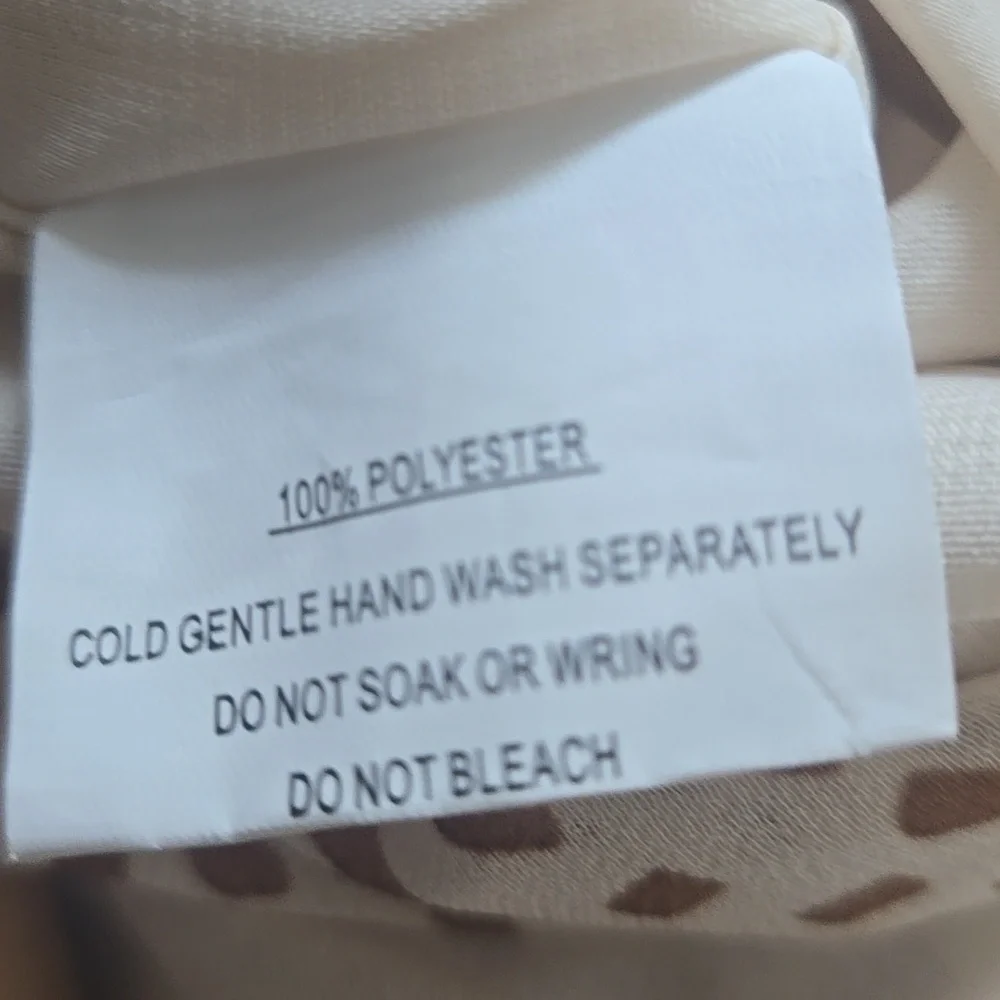 100% POLYESTER
COLD GENTLE HAND WASH SEPARATELY
DO NOT SOAK OR WRING
DO NOT BLEACH